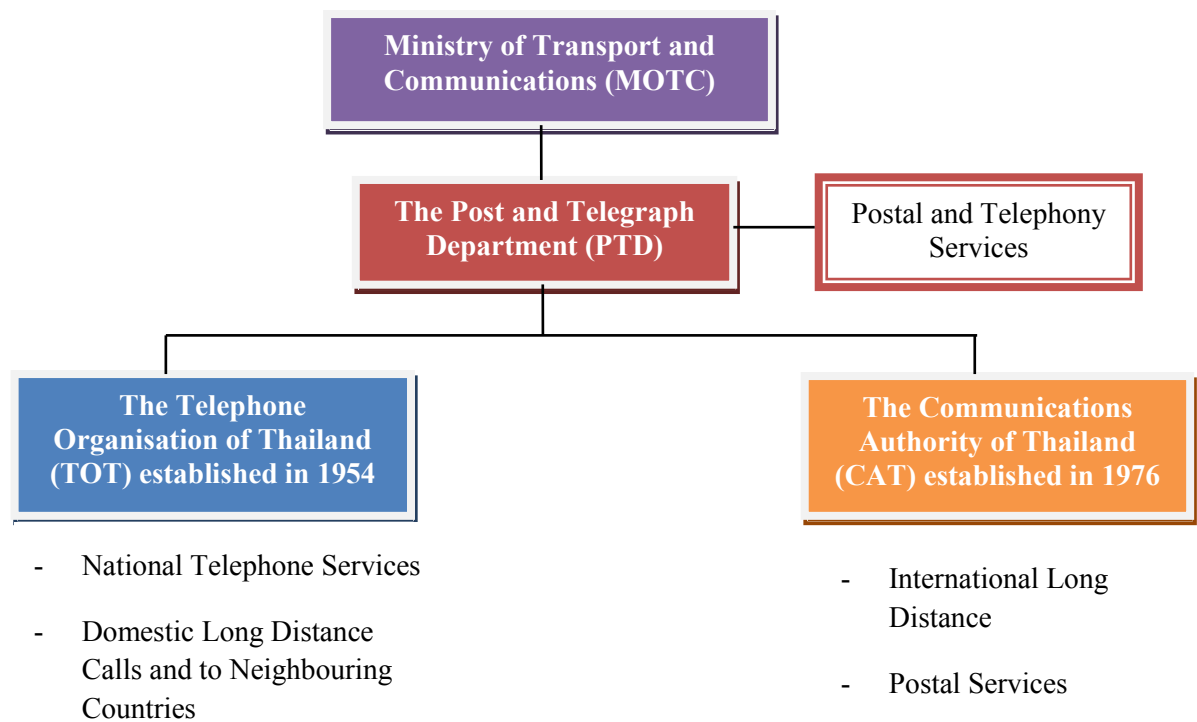 Ministry of Transport and
Communications (MOTC)
The Post and Telegraph
Department (PTD)
Postal and Telephony
Services
The Telephone
Organisation of Thailand
(TOT) established in 1954
The Communications
Authority of Thailand
(CAT) established in 1976
- National Telephone Services
- Domestic Long Distance
Calls and to Neighbouring
Countries
- International Long
Distance
- Postal Services